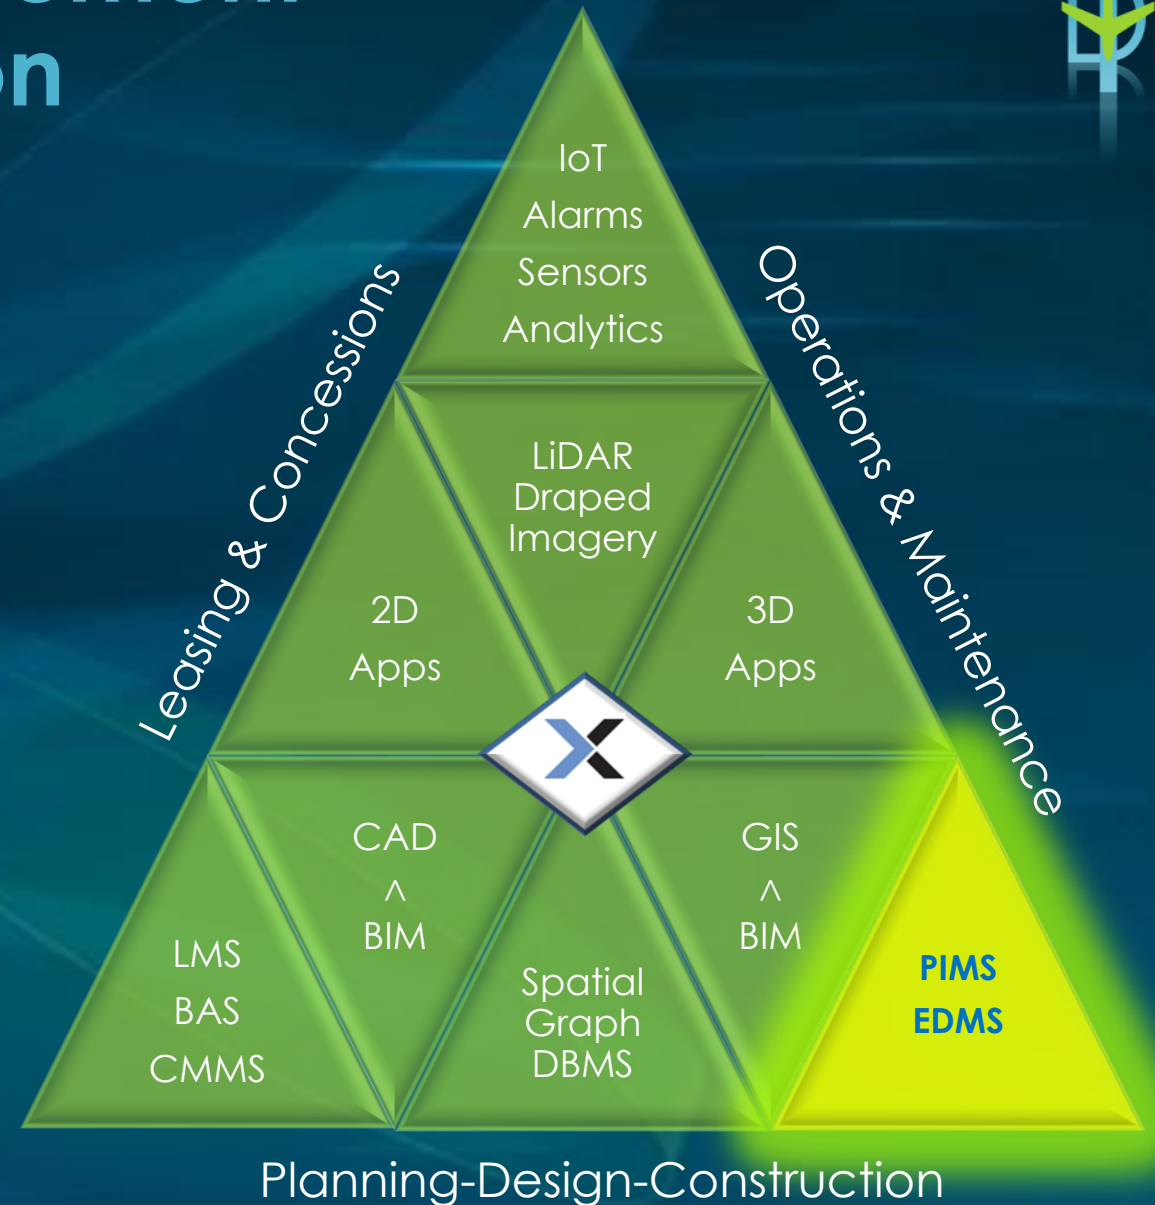 on
IoT
Alarms
Sensors
Analytics
Leasing & Concessions
Operations & Maintenance
LiDAR
Draped
Imagery
2D
Apps
3D
Apps
CAD
^
BIM
GIS
^
BIM
LMS
BAS
CMMS
Spatial
Graph
DBMS
PIMS
EDMS
Planning-Design-Construction